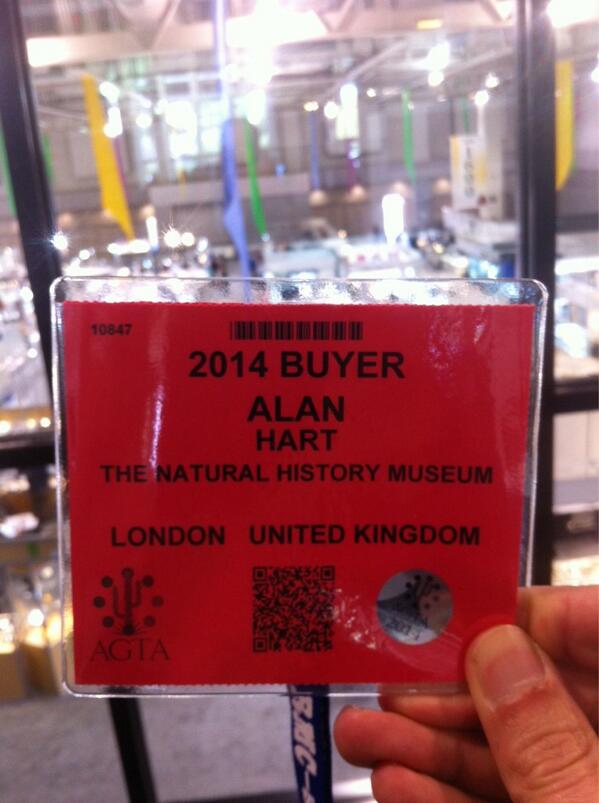 10847
2014 BUYER
ALAN
HART
THE NATURAL HISTORY MUSEUM
LONDON UNITED KINGDOM
AGTA